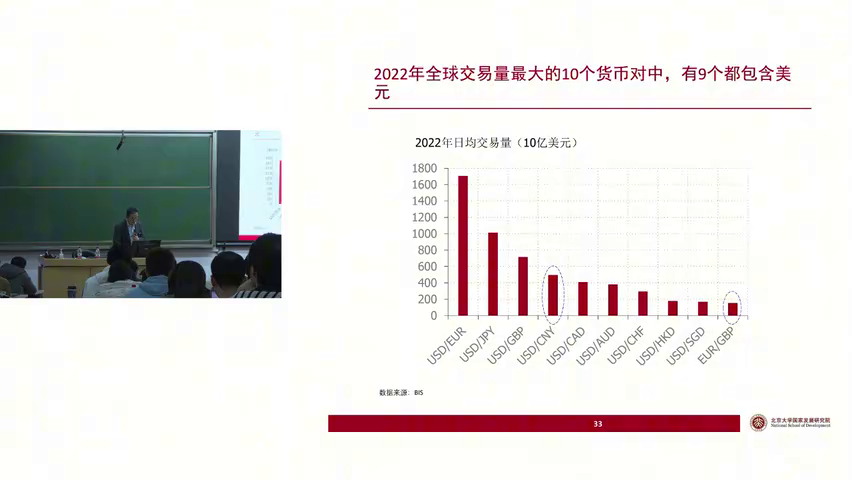 2022年全球交易量最大的10个货币对中，有9个都包含美
元
2022年日均交易量（10亿美元）
1800
1600
1400
1200
1000
800
600
400
200
0
USD/EUR
USD/JPY
USD/GBP
USD/CNY
USD/CAD
USD/AUD
USD/CHF
USD/HKD
USD/SGD
EUR/GBP
数据来源：BIS
33
北京大学国家发展研究院
National School of Development